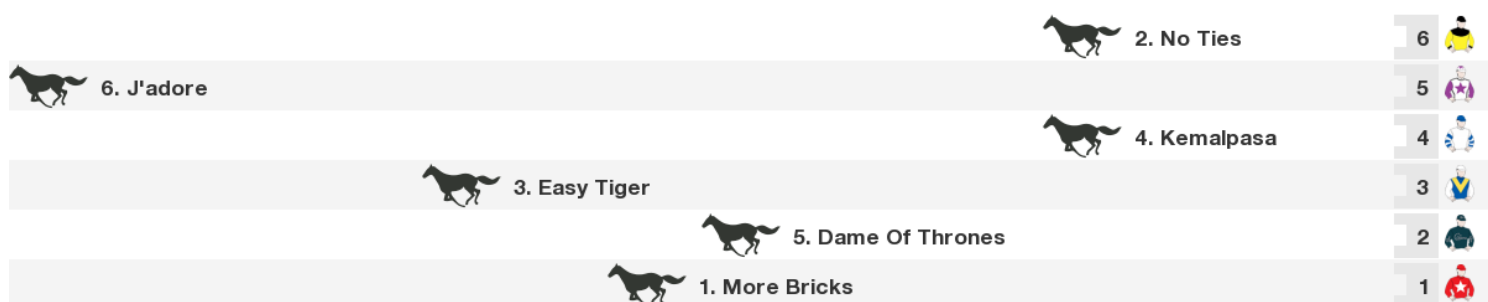 2. No Ties 6
6. J'adore 5
4. Kemalpasa 4
3. Easy Tiger 3
5. Dame Of Thrones 2
1. More Bricks 1